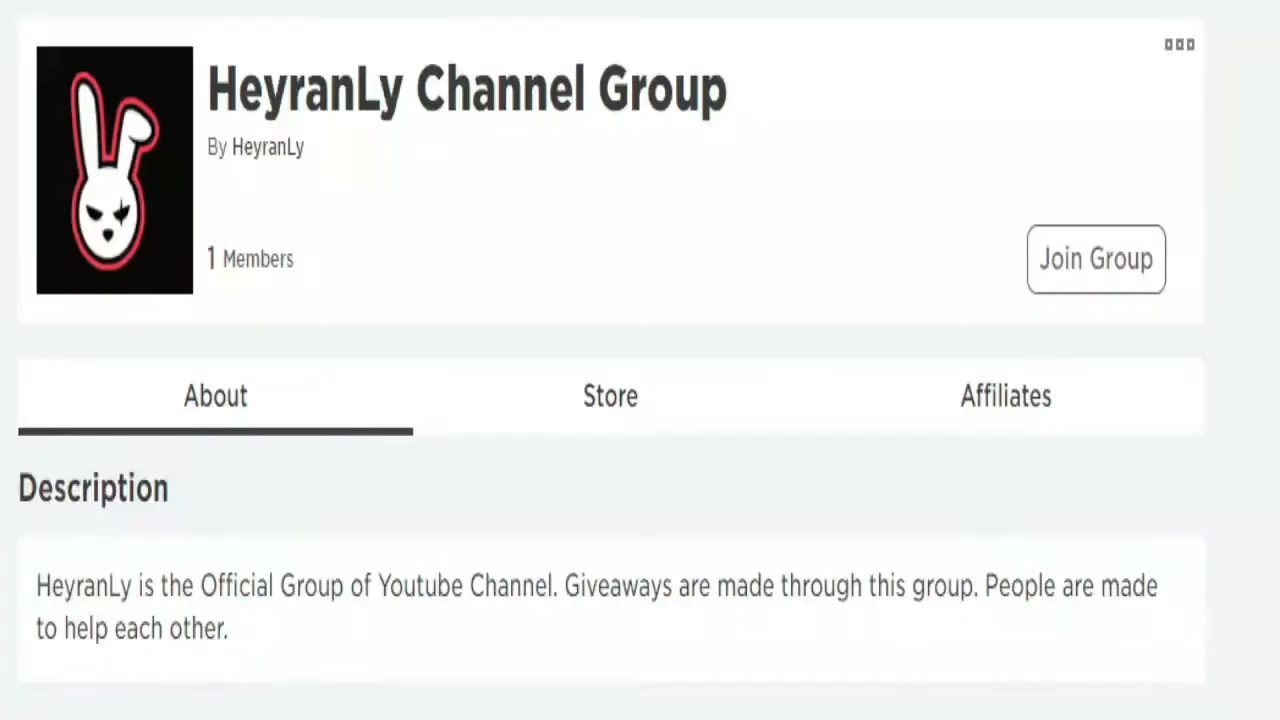 HeyranLy Channel Group
By HeyranLy
1 Members
Join Group
About
Store
Affiliates
Description
HeyranLy is the Official Group of Youtube Channel. Giveaways are made through this group. People are made
to help each other.